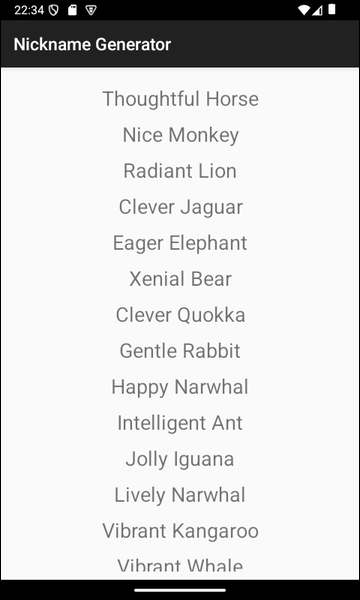 22:34
Nickname Generator
Thoughtful Horse
Nice Monkey
Radiant Lion
Clever Jaguar
Eager Elephant
Xenial Bear
Clever Quokka
Gentle Rabbit
Happy Narwhal
Intelligent Ant
Jolly Iguana
Lively Narwhal
Vibrant Kangaroo
Vibrant Whale